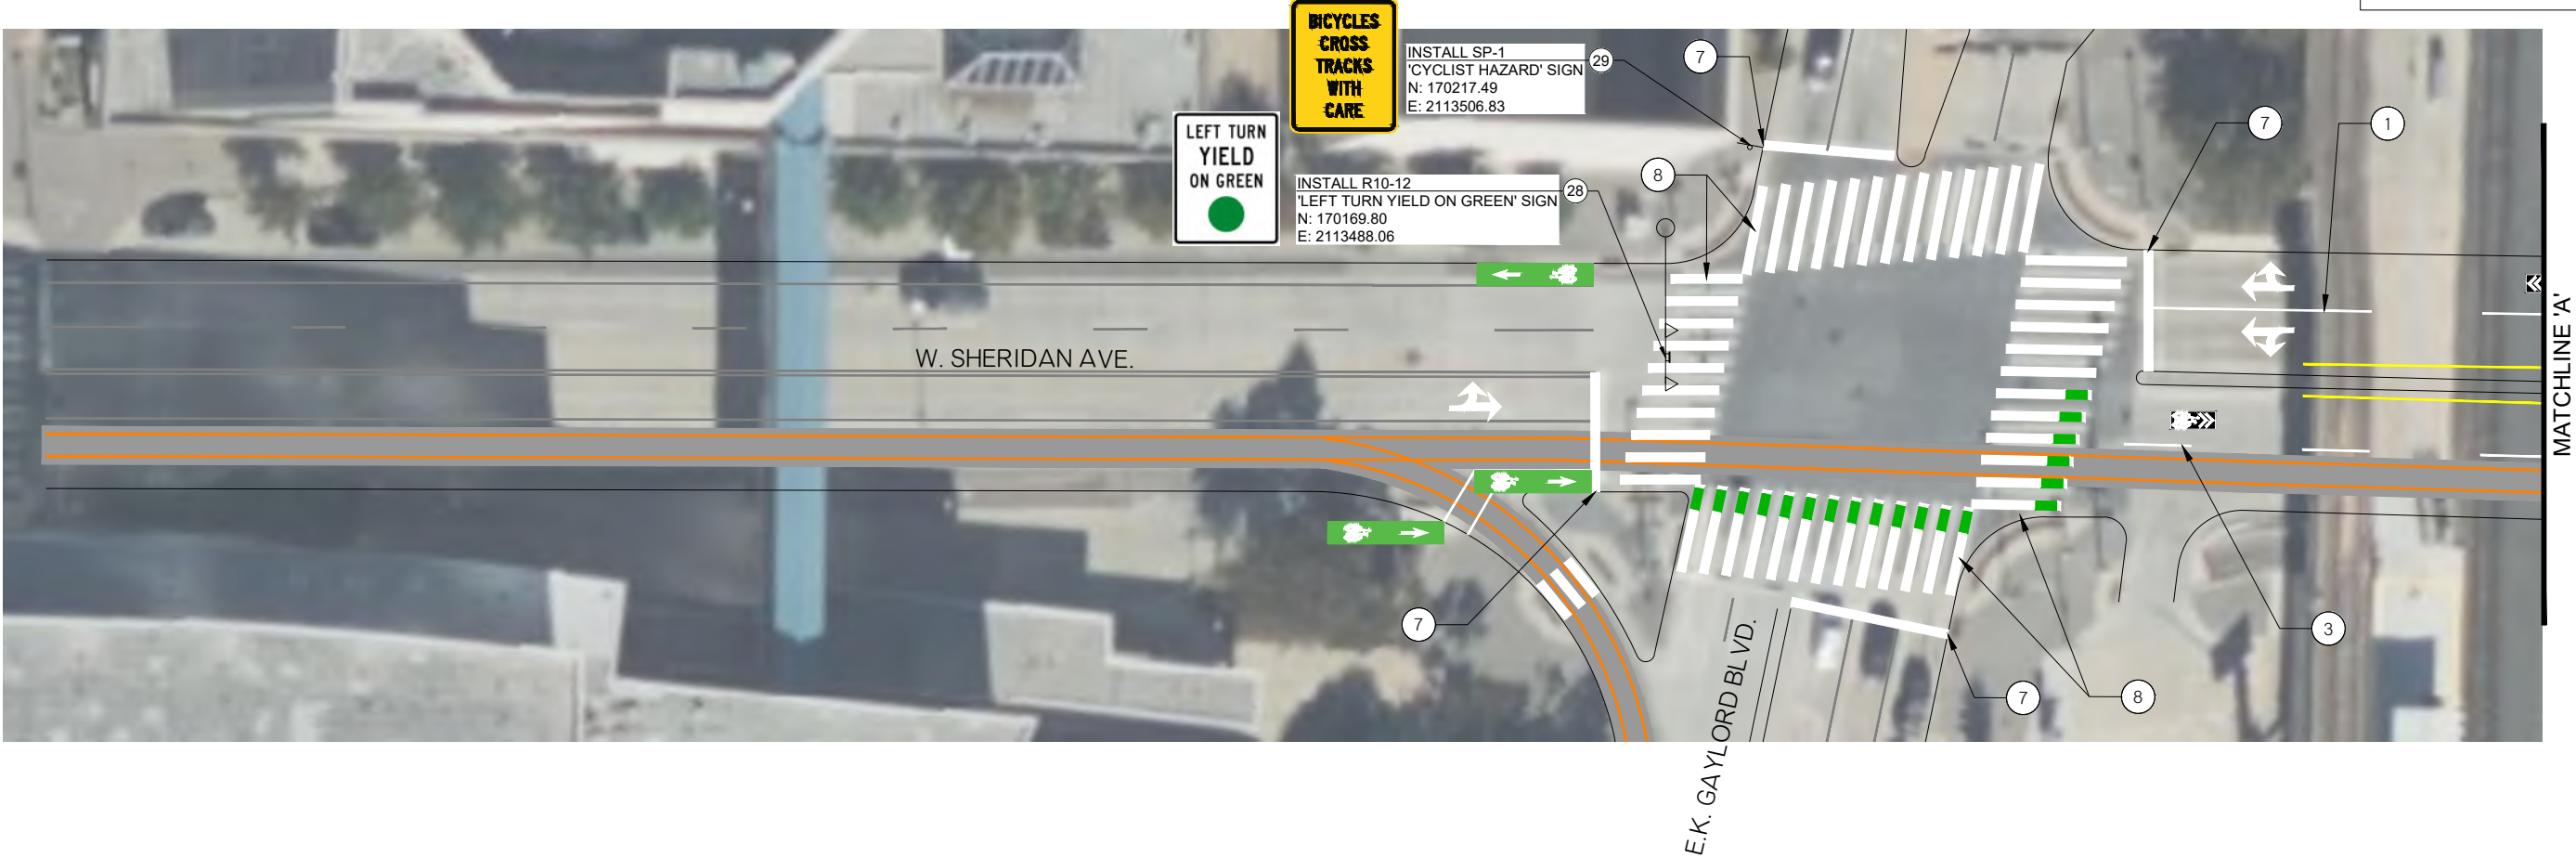 BICYCLES
CROSS
TRACKS
WITH
CARE
INSTALL SP-1
'CYCLIST HAZARD' SIGN
N: 170217.49
E: 2113506.83
29
7
7
1
LEFT TURN
YIELD
ON GREEN
INSTALL R10-12
'LEFT TURN YIELD ON GREEN' SIGN
N: 170169.80
E: 2113488.06
28
8
W. SHERIDAN AVE.
MATCHLINE 'A'
7
E.K. GAYLORD BLVD.
7
8
3